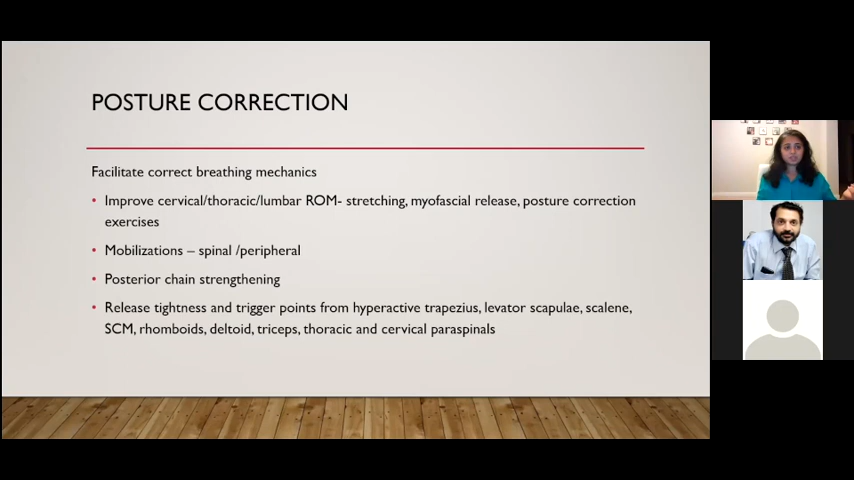 POSTURE CORRECTION
Facilitate correct breathing mechanics
• Improve cervical/thoracic/lumbar ROM- stretching, myofascial release, posture correction
exercises
• Mobilizations – spinal /peripheral
• Posterior chain strengthening
• Release tightness and trigger points from hyperactive trapezius, levator scapulae, scalene,
SCM, rhomboids, deltoid, triceps, thoracic and cervical paraspinals